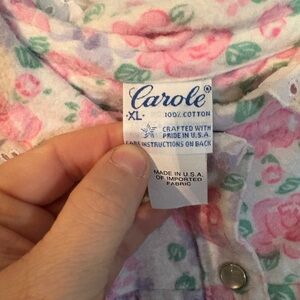 Carole®
·XL·
100% COTTON
CRAFTED WITH
PRIDE IN U.S.A.
CARE INSTRUCTIONS ON BACK
MADE IN U.S.A.
OF IMPORTED
FABRIC